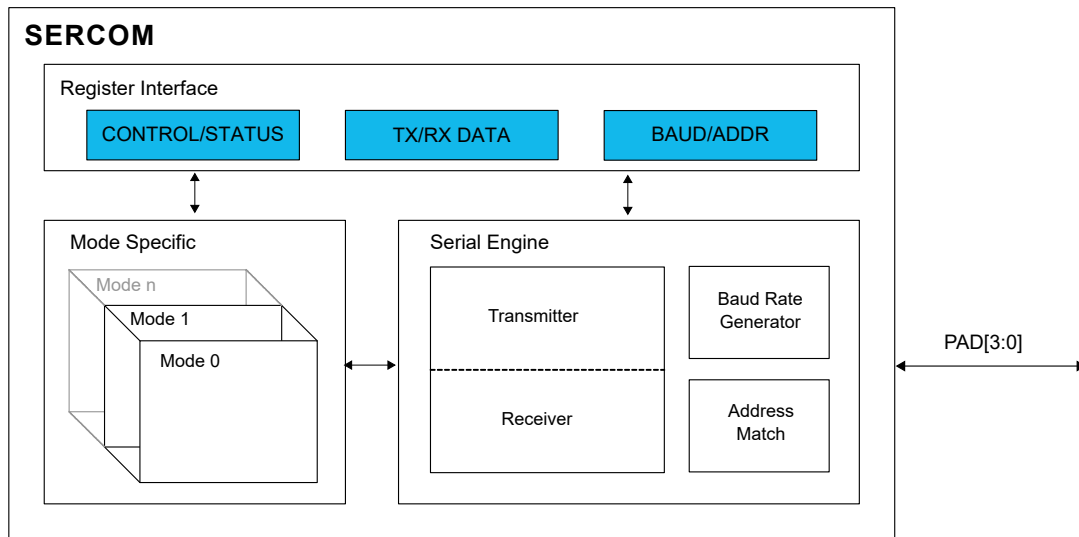 SERCOM
Register Interface
CONTROL/STATUS
TX/RX DATA
BAUD/ADDR
Mode Specific
Mode n
Mode 1
Mode 0
Serial Engine
Transmitter
Receiver
Baud Rate
Generator
Address
Match
PAD[3:0]